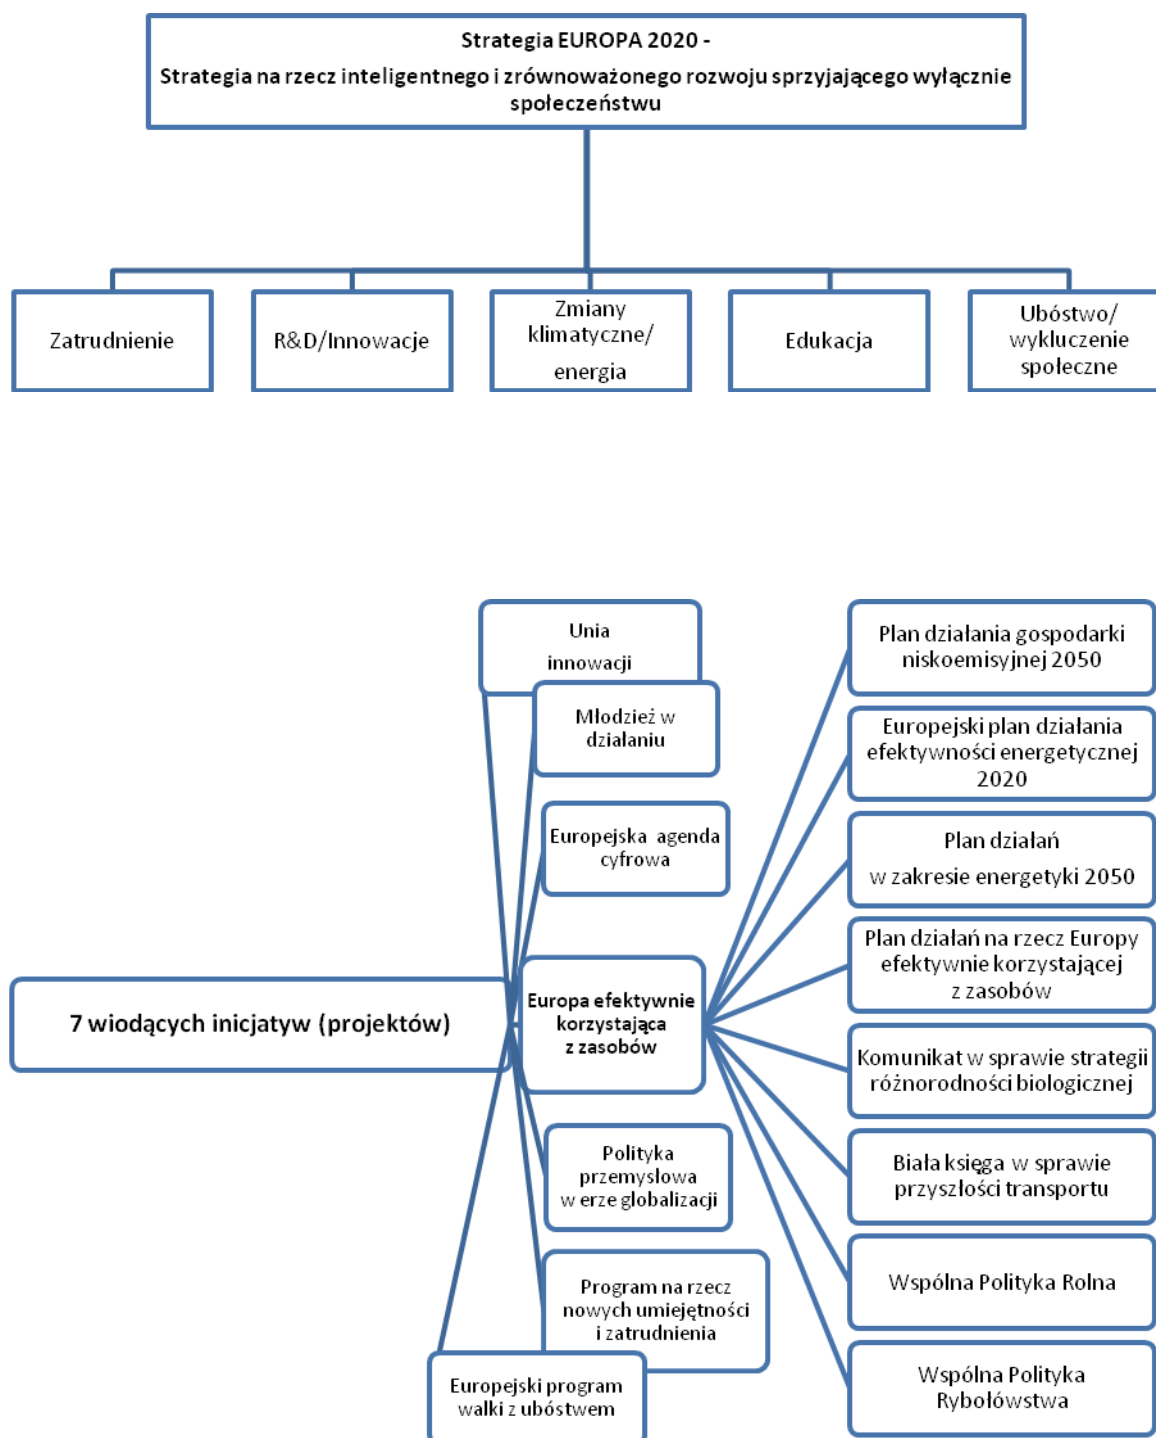 Strategia EUROPA 2020 -
Strategia na rzecz inteligentnego i zrównoważonego rozwoju sprzyjającego wyłącznie
społeczeństwu
Zatrudnienie
R&D/Innowacje
Zmiany
klimatyczne/
energia
Edukacja
Ubóstwo/
wykluczenie
społeczne
7 wiodących inicjatyw (projektów)
Unia
innowacji
Młodzież w
działaniu
Europejska agenda
cyfrowa
Europa efektywnie
korzystająca
z zasobów
Polityka
przemysłowa
w erze globalizacji
Program na rzecz
nowych umiejętności
i zatrudnienia
Europejski program
walki z ubóstwem
Plan działania gospodarki
niskoemisyjnej 2050
Europejski plan działania
efektywności energetycznej
2020
Plan działań
w zakresie energetyki 2050
Plan działań na rzecz Europy
efektywnie korzystającej
z zasobów
Komunikat w sprawie strategii
różnorodności biologicznej
Biała księga w sprawie
przyszłości transportu
Wspólna Polityka Rolna
Wspólna Polityka
Rybołówstwa